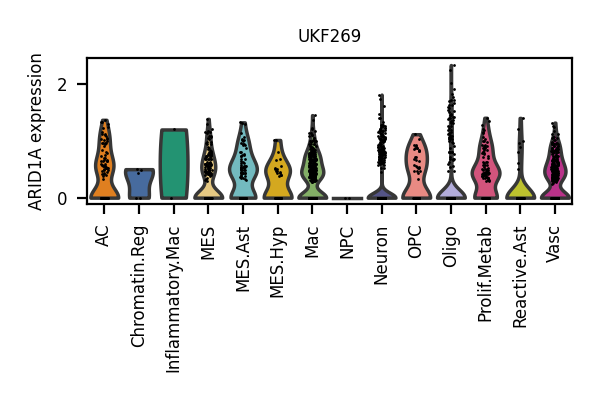 UKF269
ARID1A expression
2
0
AC
Chromatin.Reg
Inflammatory.Mac
MES
MES.Ast
MES.Hyp
Mac
NPC
Neuron
OPC
Oligo
Prolif.Metab
Reactive.Ast
Vasc